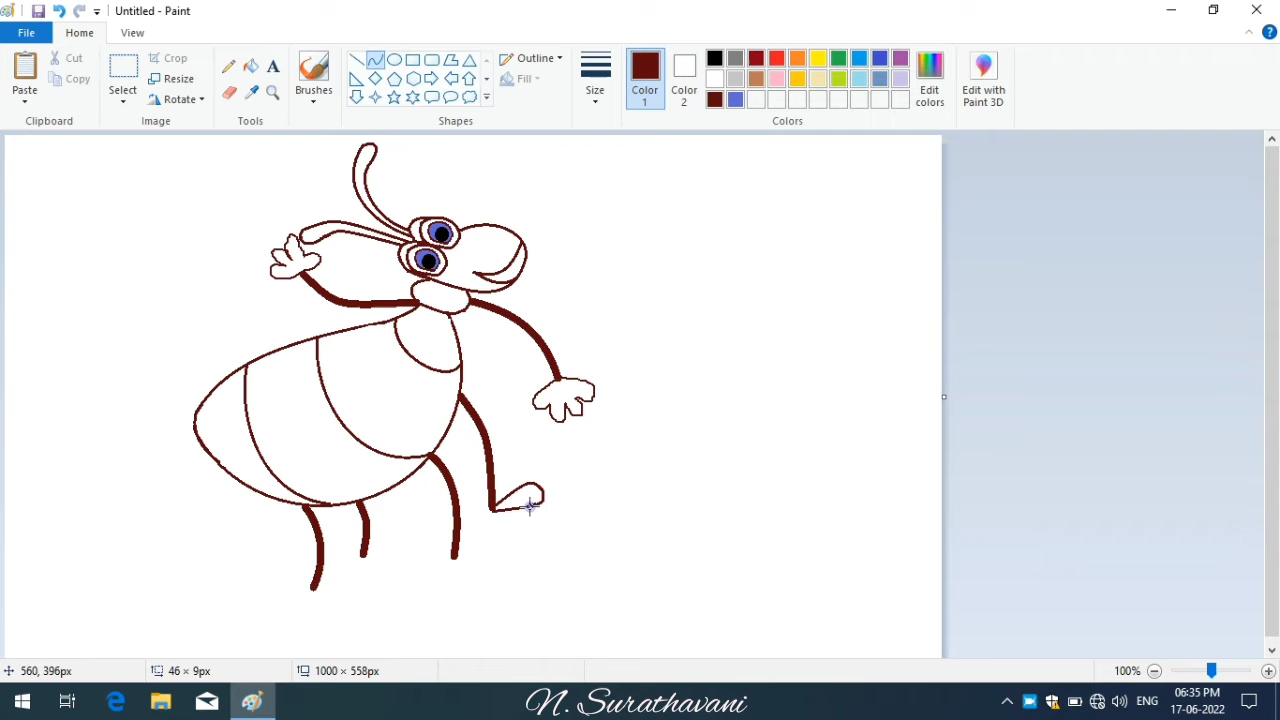 Untitled - Paint
File Home View
Paste Cut Copy
Clipboard
Select Crop Resize Rotate
Image
A
Tools
Brushes
Outline Fill
Shapes
Size
Color 1 Color 2
Edit colors
Colors
Edit with Paint 3D
560, 396px 46 × 9px 1000 × 558px 100%
N. Surathavani
ENG
06:35 PM
17-06-2022